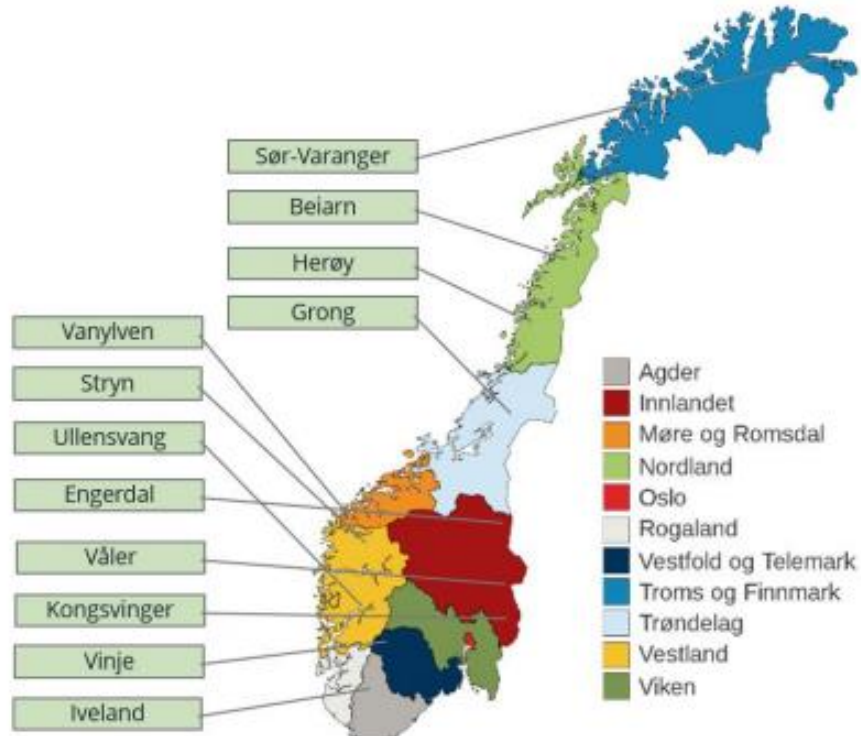 Sør-Varanger
Beiarn
Herøy
Grong
Vanylven
Stryn
Ullensvang
Engerdal
Våler
Kongsvinger
Vinje
Iveland
Agder
Innlandet
Møre og Romsdal
Nordland
Oslo
Rogaland
Vestfold og Telemark
Troms og Finnmark
Trøndelag
Vestland
Viken